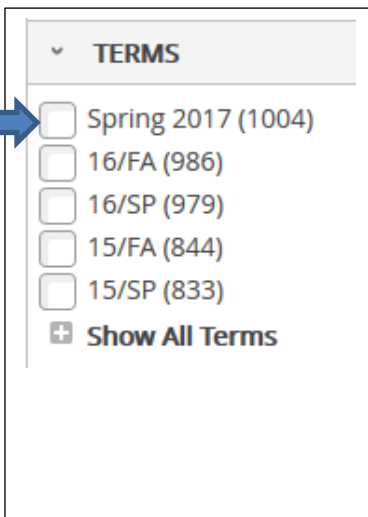 TERMS
Spring 2017 (1004)
16/FA (986)
16/SP (979)
15/FA (844)
15/SP (833)
Show All Terms